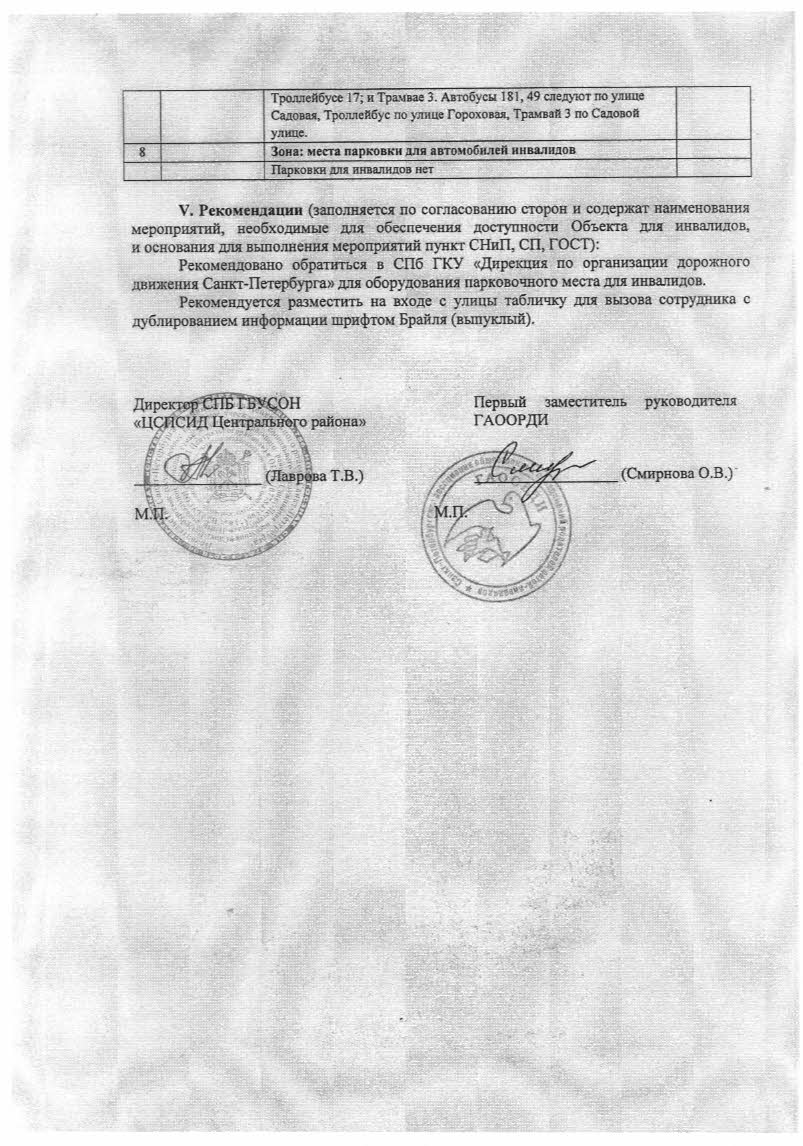 Троллейбусе 17; и Трамвае 3. Автобусы 181, 49 следуют по улице
Садовая, Троллейбус по улице Гороховая, Трамвай 3 по Садовой
улице.
8 Зона: места парковки для автомобилей инвалидов
Парковки для инвалидов нет
V. Рекомендации (заполняется по согласованию сторон и содержат наименования
мероприятий, необходимые для обеспечения доступности Объекта для инвалидов,
и основания для выполнения мероприятий пункт СНиП, СП, ГОСТ):
Рекомендовано обратиться в СПб ГКУ «Дирекция по организации дорожного
движения Санкт-Петербурга» для оборудования парковочного места для инвалидов.
Рекомендуется разместить на входе с улицы табличку для вызова сотрудника с
дублированием информации шрифтом Брайля (выпуклый).
Директор СПБ ГБУСОН
«ЦСПСИД Центрального района»
(Лаврова Т.В.)
М.П.
Первый заместитель руководителя
ГАООРДИ
(Смирнова О.В.)
М.П.
ГАООРДИ